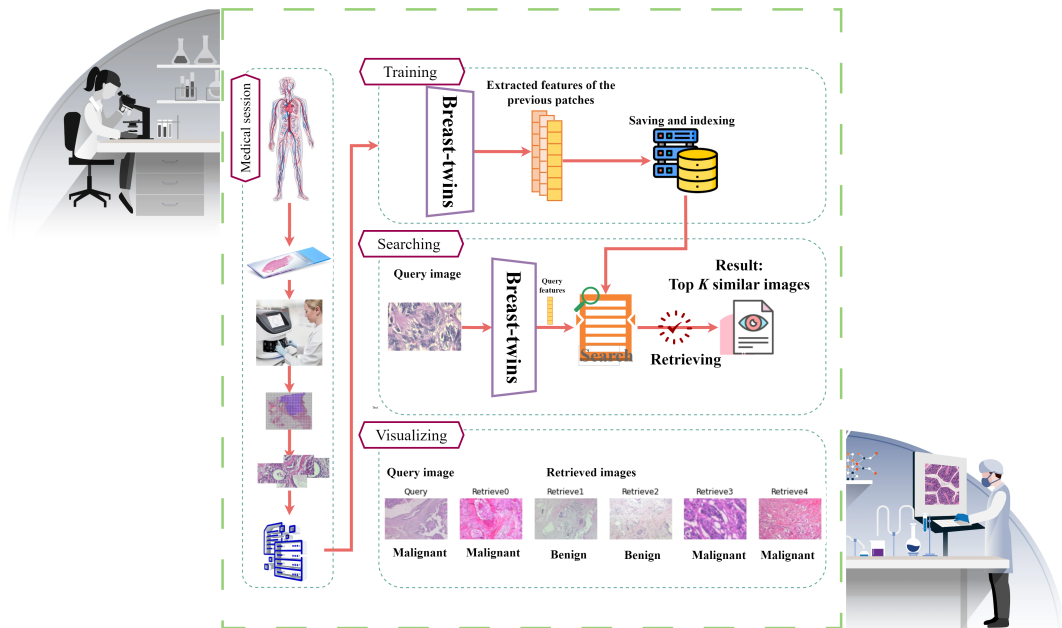 Medical session
Training
Breast-twins
Extracted features of the
previous patches
Saving and indexing
Searching
Query image
Breast-twins
Query
features
Search
Retrieving
Result:
Top K similar images
Text
Visualizing
Query image
Retrieved images
Query
Retrieve0
Retrieve1
Retrieve2
Retrieve3
Retrieve4
Malignant
Malignant
Benign
Benign
Malignant
Malignant